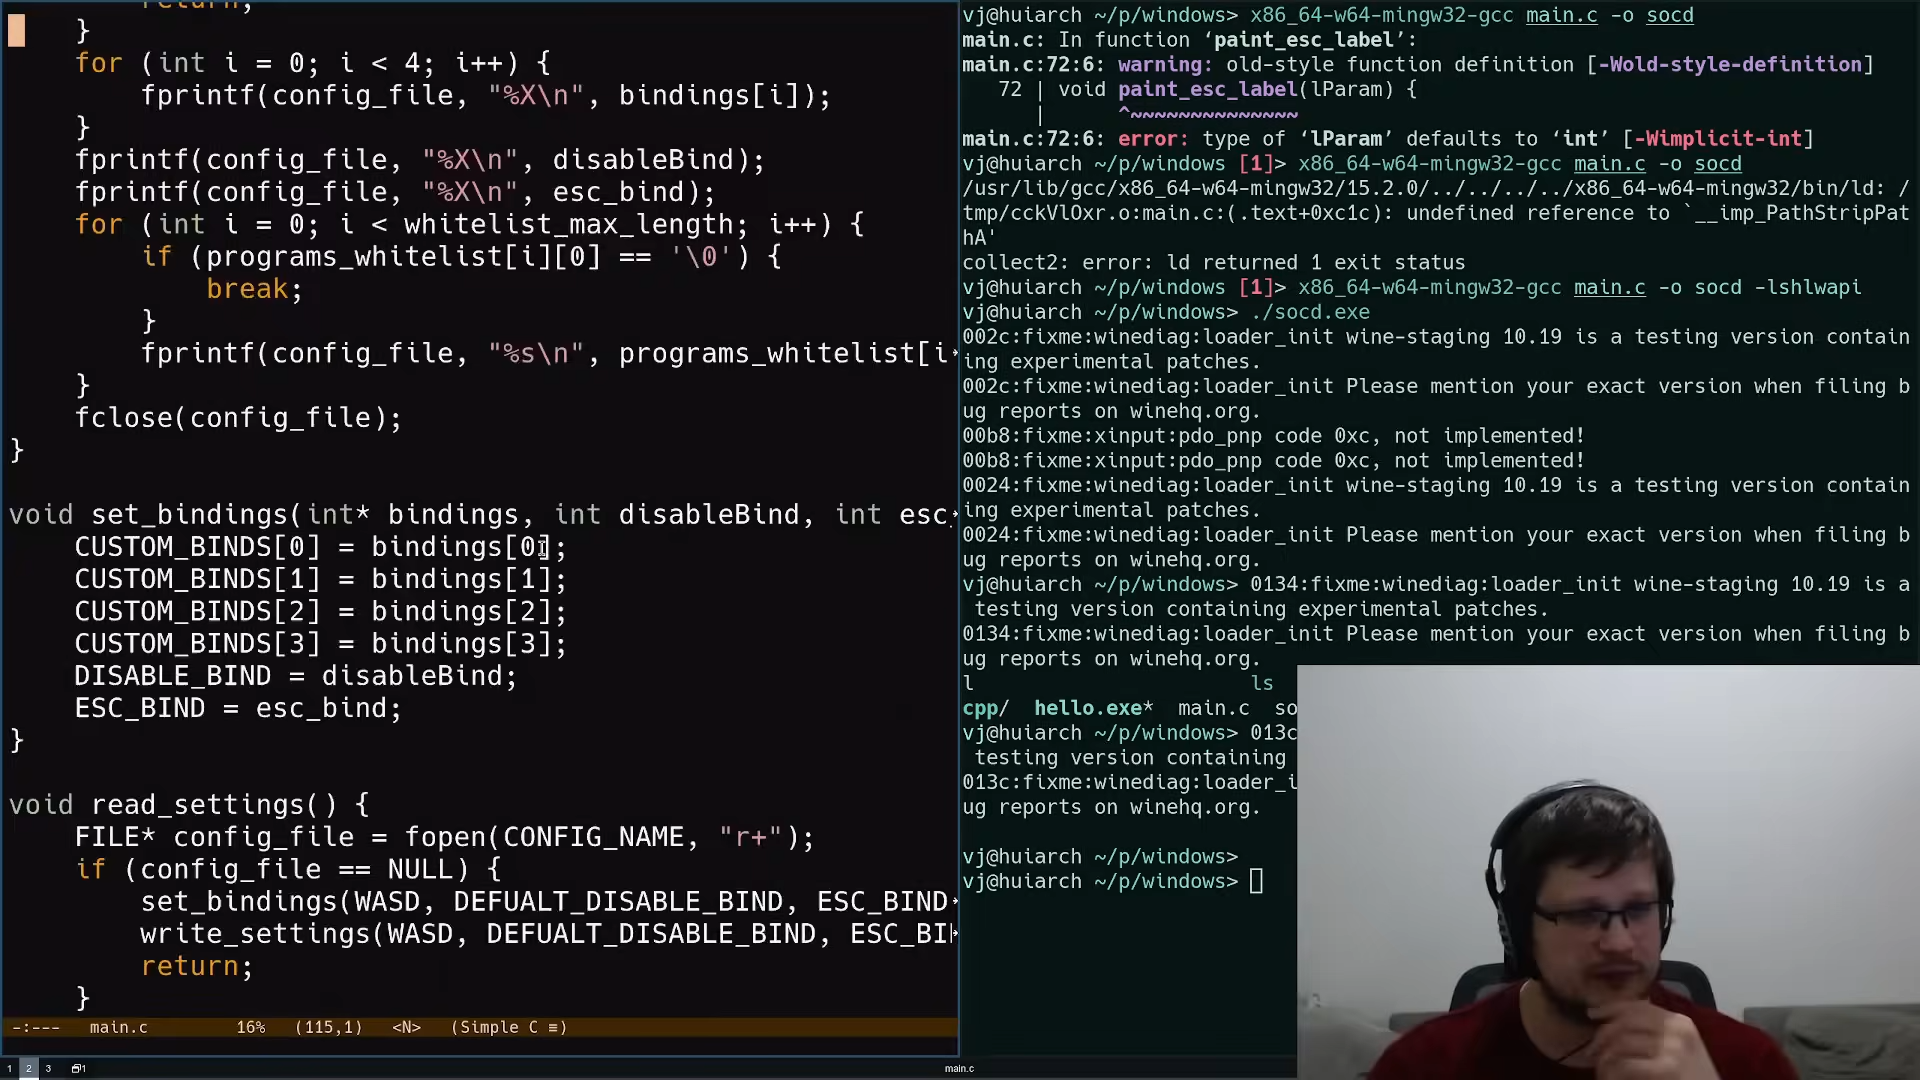 return;
}
for (int i = 0; i < 4; i++) {
fprintf(config_file, "%X\n", bindings[i]);
}
fprintf(config_file, "%X\n", disableBind);
fprintf(config_file, "%X\n", esc_bind);
for (int i = 0; i < whitelist_max_length; i++) {
if (programs_whitelist[i][0] == '\0') {
break;
}
fprintf(config_file, "%s\n", programs_whitelist[i
}
fclose(config_file);
}
void set_bindings(int* bindings, int disableBind, int esc_
CUSTOM_BINDS[0] = bindings[0];
CUSTOM_BINDS[1] = bindings[1];
CUSTOM_BINDS[2] = bindings[2];
CUSTOM_BINDS[3] = bindings[3];
DISABLE_BIND = disableBind;
ESC_BIND = esc_bind;
}
void read_settings() {
FILE* config_file = fopen(CONFIG_NAME, "r+");
if (config_file == NULL) {
set_bindings(WASD, DEFUALT_DISABLE_BIND, ESC_BIND
write_settings(WASD, DEFUALT_DISABLE_BIND, ESC_BI
return;
}
-:--- main.c 16% (115,1) <N> (Simple C ≡)
vj@huiarch ~/p/windows> x86_64-w64-mingw32-gcc main.c -o socd
main.c: In function ‘paint_esc_label’:
main.c:72:6: warning: old-style function definition [-Wold-style-definition]
72 | void paint_esc_label(lParam) {
| ^~~~~~~~~~~~~~~
main.c:72:6: error: type of ‘lParam’ defaults to ‘int’ [-Wimplicit-int]
vj@huiarch ~/p/windows [1]> x86_64-w64-mingw32-gcc main.c -o socd
/usr/lib/gcc/x86_64-w64-mingw32/15.2.0/../../../../x86_64-w64-mingw32/bin/ld: /
tmp/cckVlOxr.o:main.c:(.text+0xc1c): undefined reference to `__imp_PathStripPat
hA'
collect2: error: ld returned 1 exit status
vj@huiarch ~/p/windows [1]> x86_64-w64-mingw32-gcc main.c -o socd -lshlwapi
vj@huiarch ~/p/windows> ./socd.exe
002c:fixme:winediag:loader_init wine-staging 10.19 is a testing version contain
ing experimental patches.
002c:fixme:winediag:loader_init Please mention your exact version when filing b
ug reports on winehq.org.
00b8:fixme:xinput:pdo_pnp code 0xc, not implemented!
00b8:fixme:xinput:pdo_pnp code 0xc, not implemented!
0024:fixme:winediag:loader_init wine-staging 10.19 is a testing version contain
ing experimental patches.
0024:fixme:winediag:loader_init Please mention your exact version when filing b
ug reports on winehq.org.
vj@huiarch ~/p/windows> 0134:fixme:winediag:loader_init wine-staging 10.19 is a
testing version containing experimental patches.
0134:fixme:winediag:loader_init Please mention your exact version when filing b
ug reports on winehq.org.
l ls
cpp/ hello.exe* main.c so
vj@huiarch ~/p/windows> 013c
testing version containing
013c:fixme:winediag:loader_i
ug reports on winehq.org.
vj@huiarch ~/p/windows>
vj@huiarch ~/p/windows>
1 2 3 1 main.c